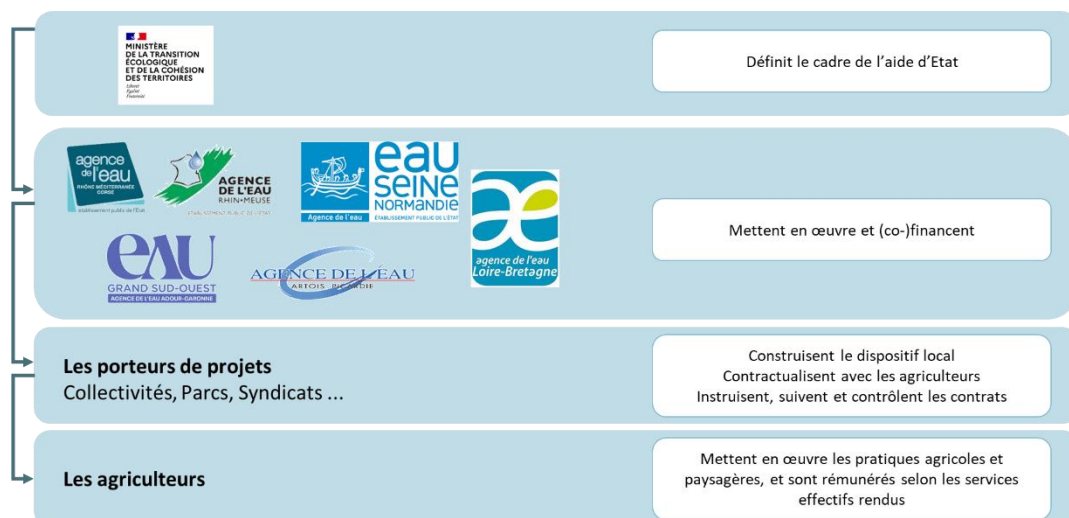 MINISTÈRE
DE LA TRANSITION
ÉCOLOGIQUE
ET DE LA COHÉSION
DES TERRITOIRES
Liberté
Égalité
Fraternité
Définit le cadre de l’aide d’Etat
agence
de l'eau
RHÔNE MÉDITERRANÉE
CORSE
établissement public de l'État
AGENCE
DE L'EAU
RHIN•MEUSE
ETABLISSEMENT PUBLIC DE L'ÉTAT
eau
SEINE
NORMANDIE
Agence de l'eau
ÉTABLISSEMENT PUBLIC DE L'ÉTAT
agence de l'eau
Loire-Bretagne
EAU
GRAND SUD-OUEST
AGENCE DE L'EAU ADOUR-GARONNE
AGENCE DE L'EAU
ARTOIS PICARDIE
Mettent en œuvre et (co-)financent
Les porteurs de projets
Collectivités, Parcs, Syndicats ...
Construisent le dispositif local
Contractualisent avec les agriculteurs
Instruisent, suivent et contrôlent les contrats
Les agriculteurs
Mettent en œuvre les pratiques agricoles et
paysagères, et sont rémunérés selon les services
effectifs rendus